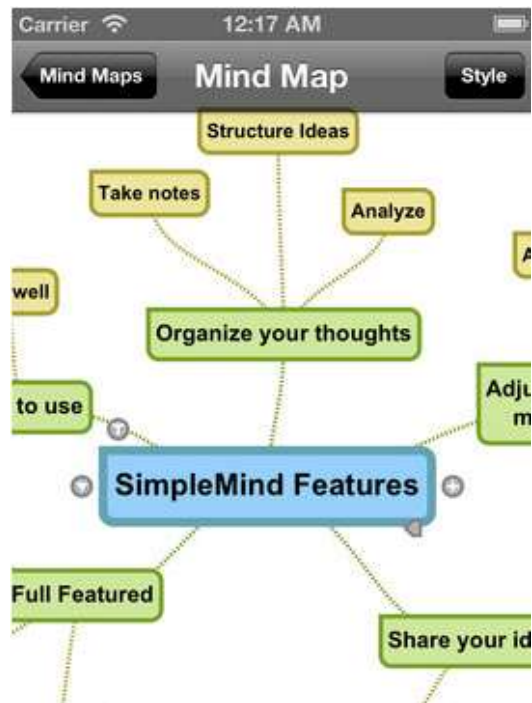 Carrier 12:17 AM
Mind Maps Mind Map Style
Structure Ideas
Take notes
Analyze
well
Organize your thoughts
to use
Adju
m
SimpleMind Features
Full Featured
Share your id